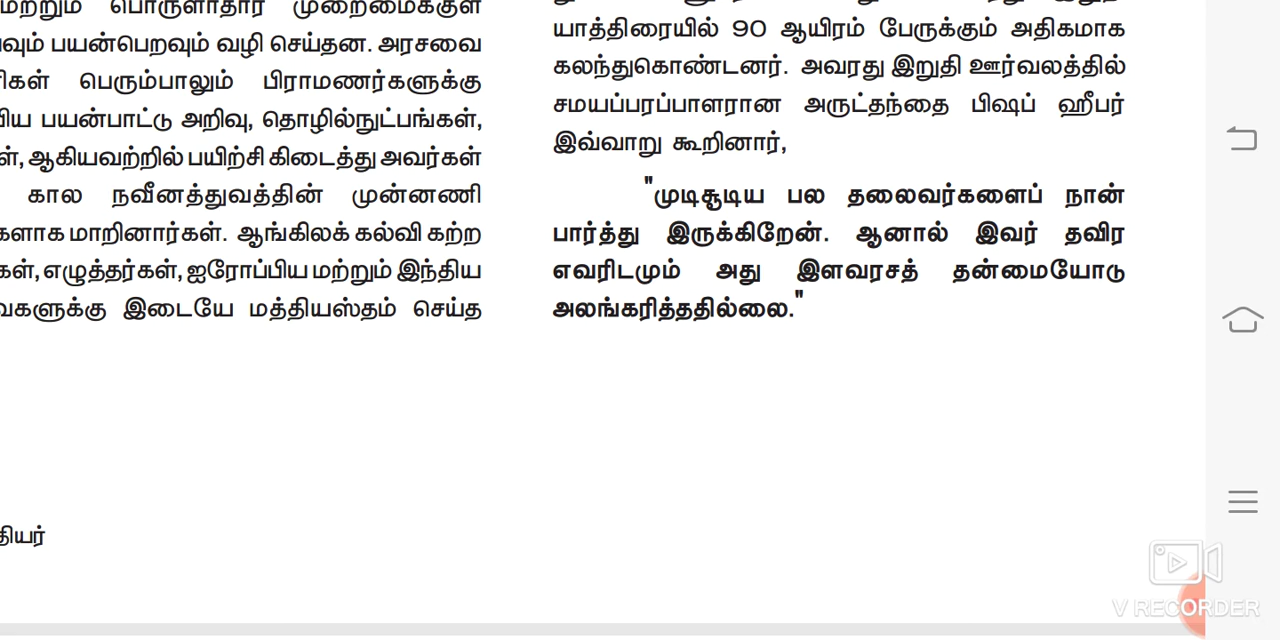 மற்றும் பொருளாதார முறைமைக்குள்
பயன்பெறவும் வழி செய்தன. அரசவை
பெரும்பாலும் பிராமணர்களுக்கு
பயன்பாட்டு அறிவு, தொழில்நுட்பங்கள்,
ஆகியவற்றில் பயிற்சி கிடைத்து அவர்கள்
கால நவீனத்துவத்தின் முன்னணி
களாக மாறினார்கள். ஆங்கிலக் கல்வி கற்ற
கள், எழுத்தர்கள், ஐரோப்பிய மற்றும் இந்திய
வைகளுக்கு இடையே மத்தியஸ்தம் செய்த
தியர்
யாத்திரையில் 90 ஆயிரம் பேருக்கும் அதிகமாக
கலந்துகொண்டனர். அவரது இறுதி ஊர்வலத்தில்
சமயப்பரப்பாளரான அருட்தந்தை பிஷப் ஹீபர்
இவ்வாறு கூறினார்,
"முடிசூடிய பல தலைவர்களைப் நான்
பார்த்து இருக்கிறேன். ஆனால் இவர் தவிர
எவரிடமும் அது இளவரசத் தன்மையோடு
அலங்கரித்ததில்லை."
V RECORDER